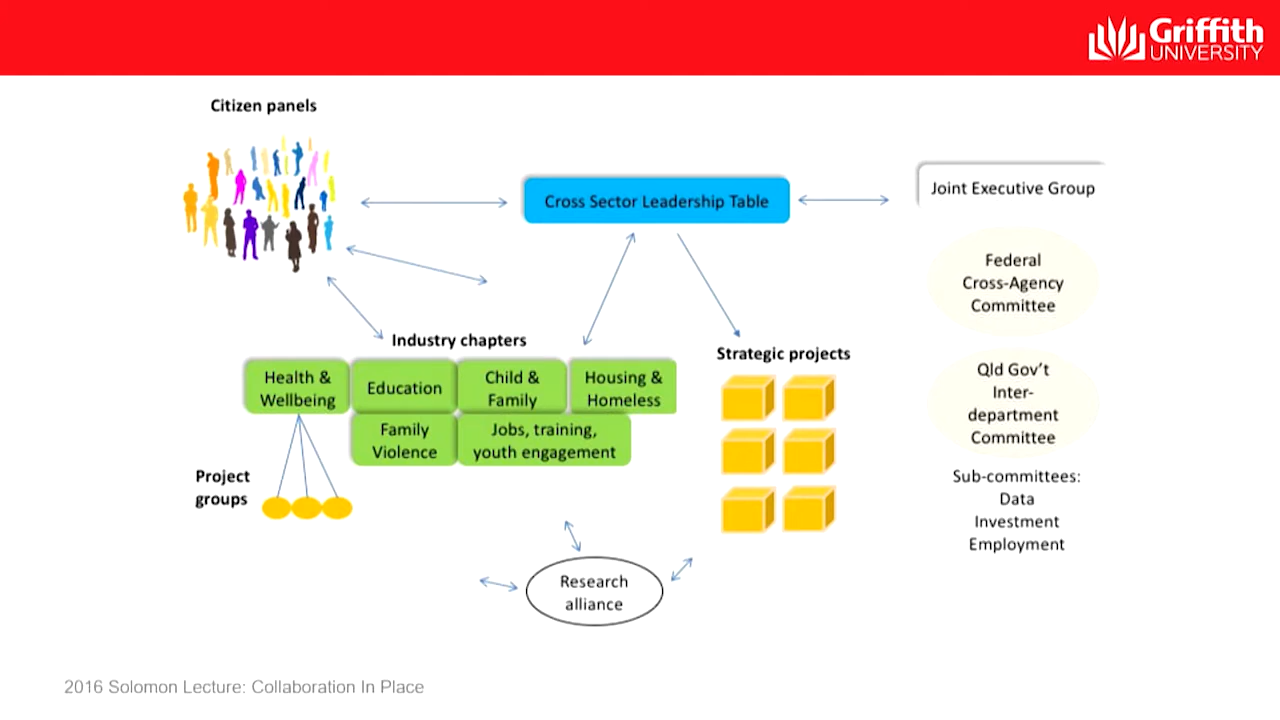 Griffith
UNIVERSITY
Citizen panels
Cross Sector Leadership Table
Joint Executive Group
Federal
Cross-Agency
Committee
Industry chapters
Health &
Wellbeing
Education
Child &
Family
Housing &
Homeless
Family
Violence
Jobs, training,
youth engagement
Project
groups
Strategic projects
Qld Gov't
Inter-
department
Committee
Sub-committees:
Data
Investment
Employment
Research
alliance
2016 Solomon Lecture: Collaboration In Place